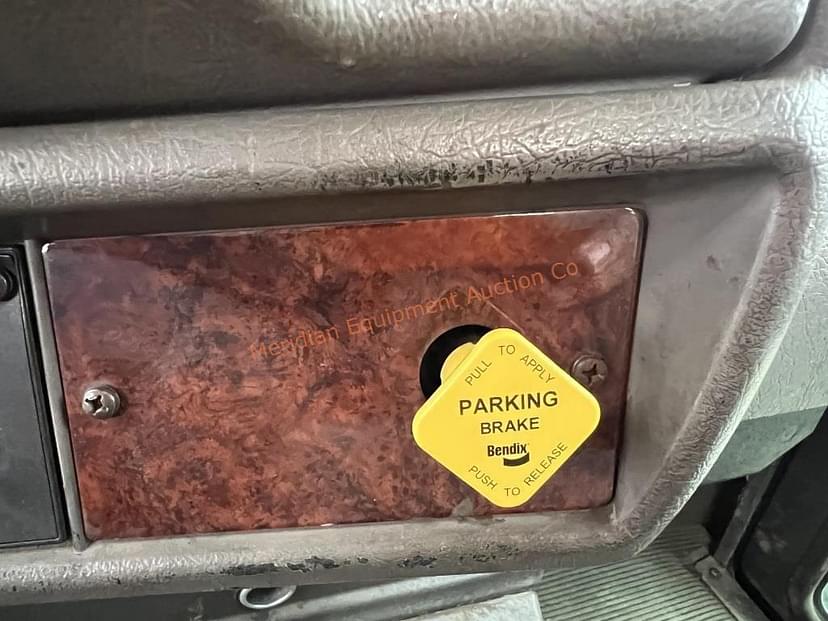 Meridian Equipment Auction Co
PULL TO APPLY
PARKING
BRAKE
Bendix
PUSH TO RELEASE